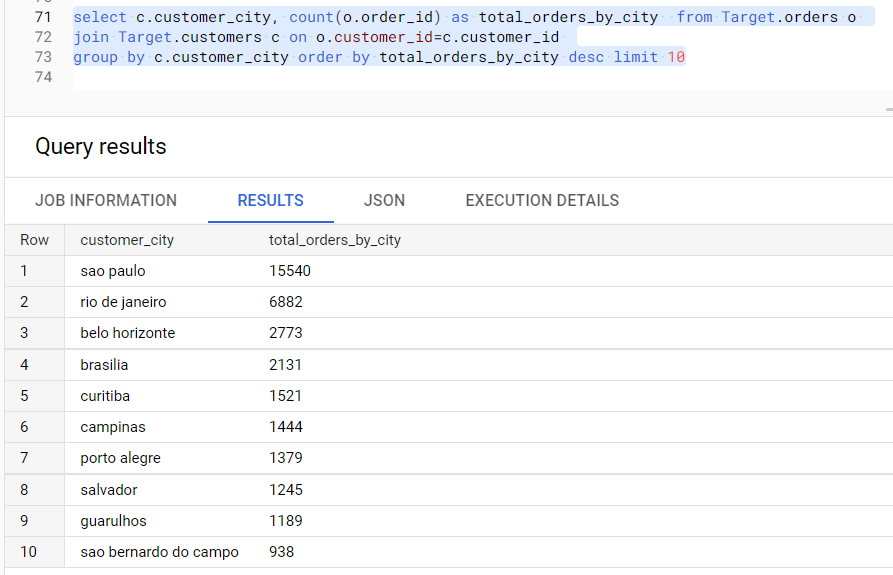 71 select c.customer_city, count(o.order_id) as total_orders_by_city from Target.orders o
72 join Target.customers c on o.customer_id=c.customer_id
73 group by c.customer_city order by total_orders_by_city desc limit 10
74
Query results
JOB INFORMATION RESULTS JSON EXECUTION DETAILS
Row customer_city total_orders_by_city
1 sao paulo 15540
2 rio de janeiro 6882
3 belo horizonte 2773
4 brasilia 2131
5 curitiba 1521
6 campinas 1444
7 porto alegre 1379
8 salvador 1245
9 guarulhos 1189
10 sao bernardo do campo 938